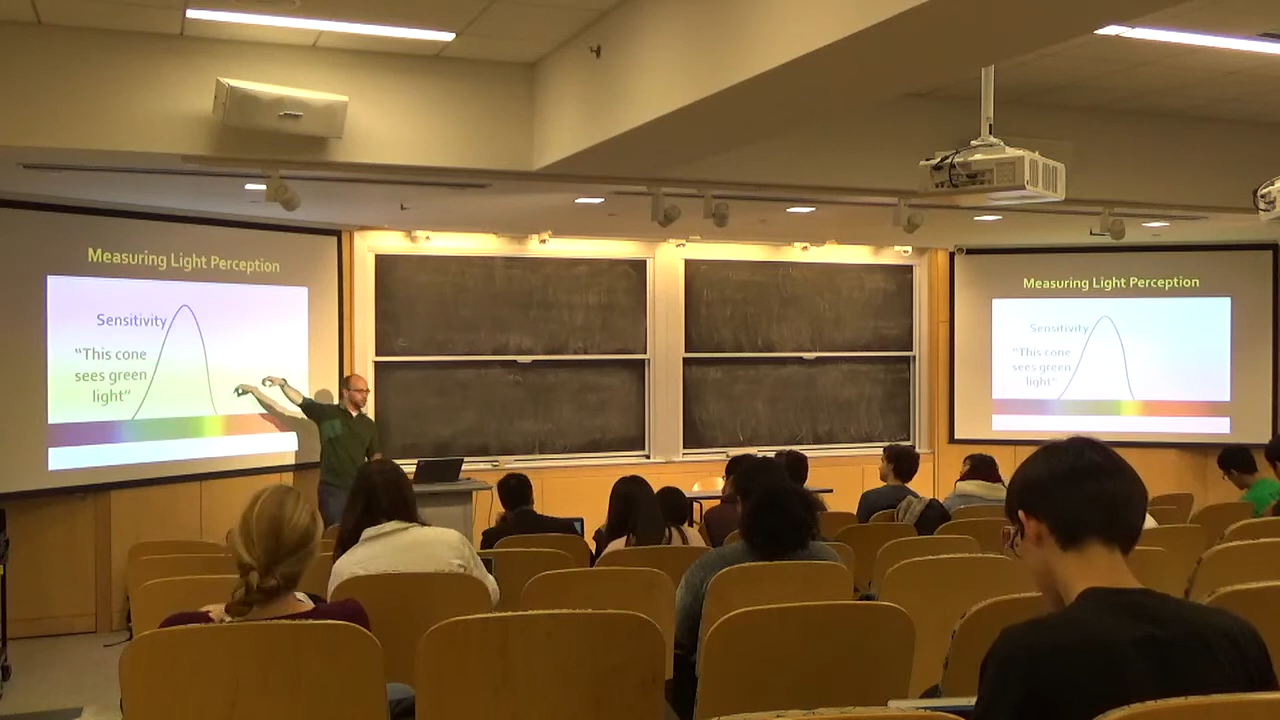 Measuring Light Perception
Sensitivity
"This cone
sees green
light"
Measuring Light Perception
Sensitivity
"This cone
sees green
light"